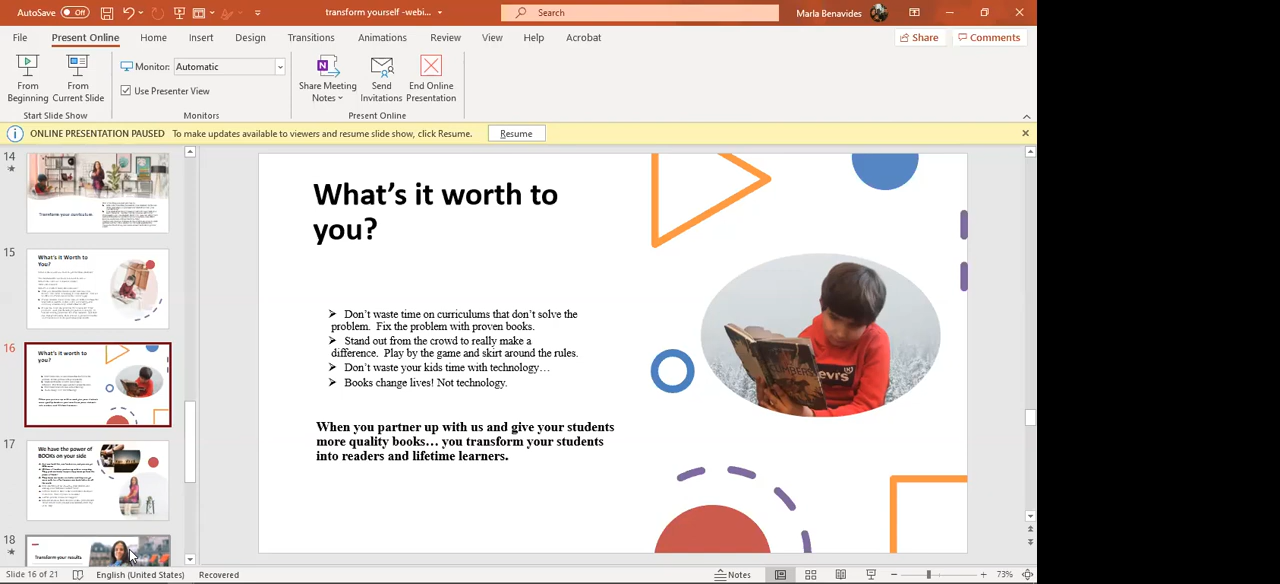 AutoSave Off
transform yourself -webi...
Search
Marla Benavides
File Present Online Home Insert Design Transitions Animations Review View Help Acrobat
Share Comments
From Beginning
From Current Slide
Start Slide Show
Monitor: Automatic
Use Presenter View
Monitors
Share Meeting Notes
Send Invitations
End Online Presentation
Present Online
ONLINE PRESENTATION PAUSED To make updates available to viewers and resume slide show, click Resume. Resume
14
Transform your curriculum.
15
What's It Worth to
You?
16
What's it worth to
you?
17
We have the power of
BOOKs on your side
18
Transform your results
What's it worth to
you?
➢ Don't waste time on curriculums that don't solve the
problem. Fix the problem with proven books.
➢ Stand out from the crowd to really make a
difference. Play by the game and skirt around the rules.
➢ Don't waste your kids time with technology…
➢ Books change lives! Not technology.
When you partner up with us and give your students
more quality books… you transform your students
into readers and lifetime learners.
Slide 16 of 21 English (United States) Recovered Notes 73%